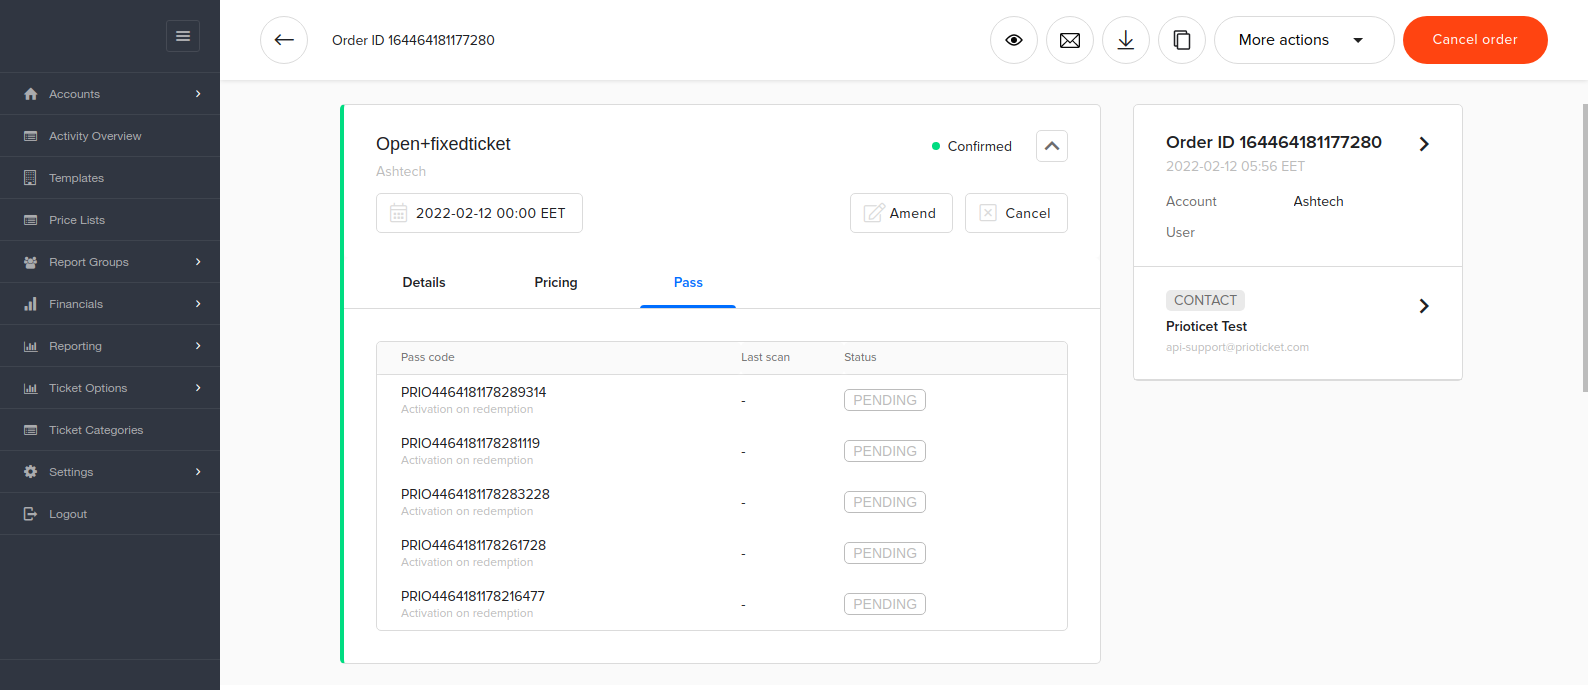 Order ID 164464181177280
More actions
Cancel order
Accounts
Activity Overview
Templates
Price Lists
Report Groups
Financials
Reporting
Ticket Options
Ticket Categories
Settings
Logout
Open+fixedticket
Confirmed
Ashtech
2022-02-12 00:00 EET
Amend
Cancel
Details Pricing Pass
Pass code Last scan Status
PRIO4464181178289314
Activation on redemption
- PENDING
PRIO4464181178281119
Activation on redemption
- PENDING
PRIO4464181178283228
Activation on redemption
- PENDING
PRIO4464181178261728
Activation on redemption
- PENDING
PRIO4464181178216477
Activation on redemption
- PENDING
Order ID 164464181177280
2022-02-12 05:56 EET
Account Ashtech
User
CONTACT
Prioticet Test
api-support@prioticket.com